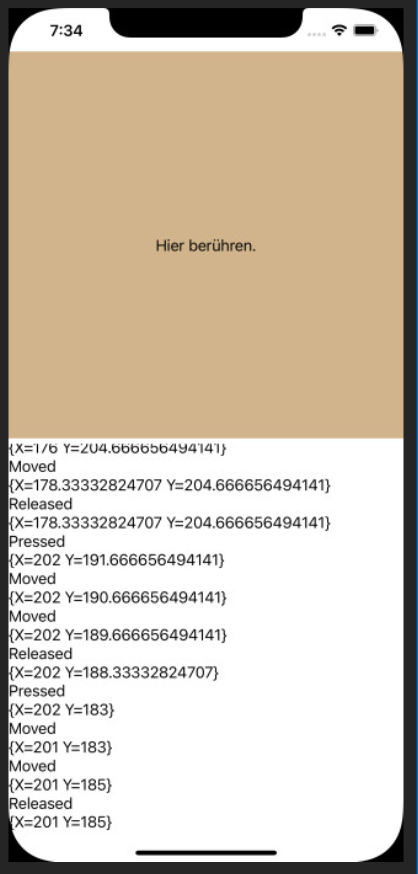 7:34
Hier berühren.
{X=176 Y=204.666656494141}
Moved
{X=178.33332824707 Y=204.666656494141}
Released
{X=178.33332824707 Y=204.666656494141}
Pressed
{X=202 Y=191.666656494141}
Moved
{X=202 Y=190.666656494141}
Moved
{X=202 Y=189.666656494141}
Released
{X=202 Y=188.33332824707}
Pressed
{X=202 Y=183}
Moved
{X=201 Y=183}
Moved
{X=201 Y=185}
Released
{X=201 Y=185}